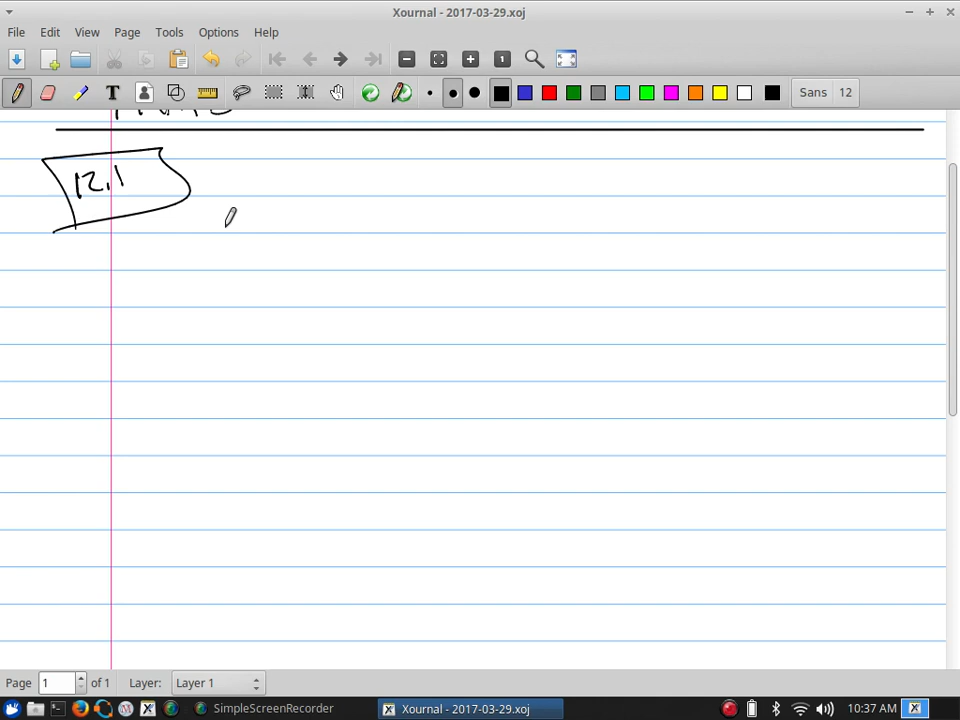 Xournal - 2017-03-29.xoj
File Edit View Page Tools Options Help
1
T Sans 12
12.1
Page 1 of 1 Layer: Layer 1
SimpleScreenRecorder Xournal - 2017-03-29.xoj 10:37 AM